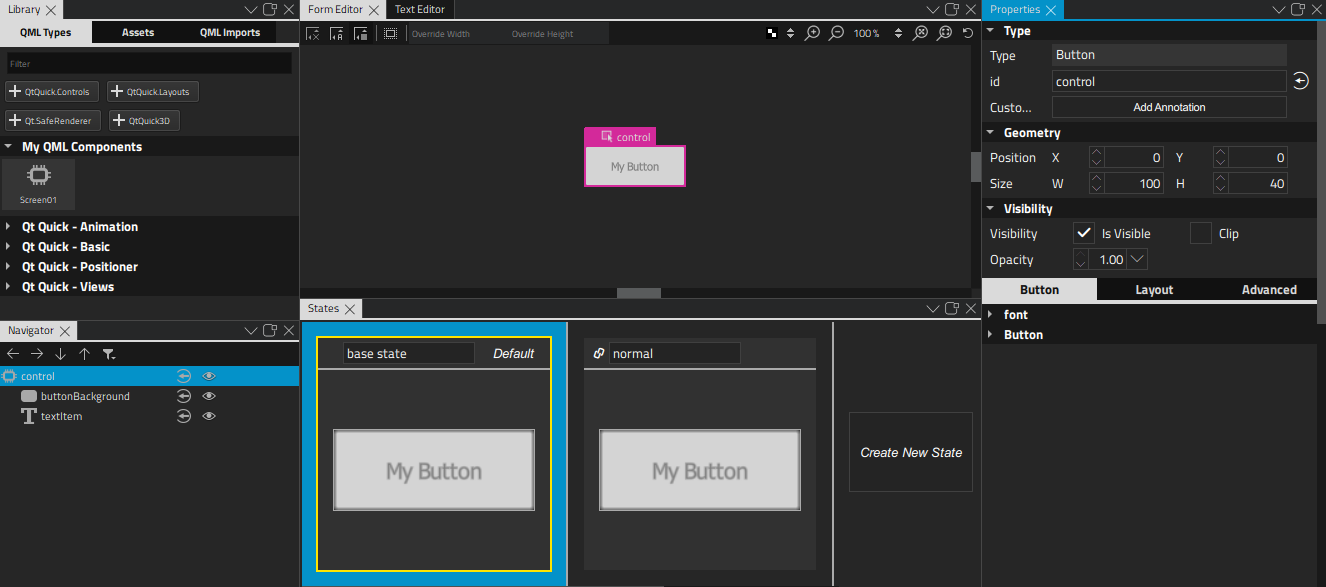 Library
QML Types Assets QML Imports
Filter
QtQuick.Controls QtQuick.Layouts
Qt.SafeRenderer QtQuick3D
My QML Components
Screen01
Qt Quick - Animation
Qt Quick - Basic
Qt Quick - Positioner
Qt Quick - Views
Navigator
control
buttonBackground
textItem
Form Editor Text Editor
Override Width Override Height 100 %
control
My Button
States
base state Default
My Button
normal
My Button
Create New State
Properties
Type
Type Button
id control
Custo... Add Annotation
Geometry
Position X 0 Y 0
Size W 100 H 40
Visibility
Visibility Is Visible Clip
Opacity 1.00
Button Layout Advanced
font
Button